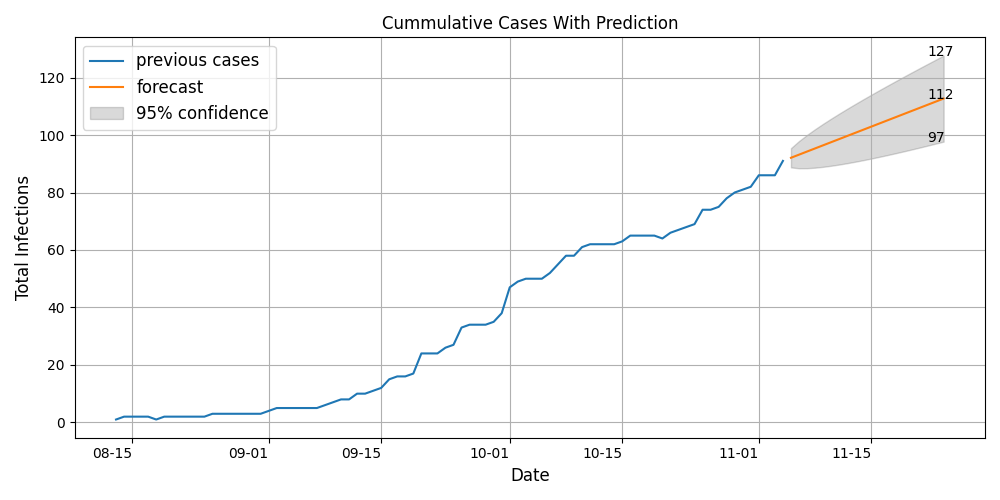 Cummulative Cases With Prediction
previous cases
forecast
95% confidence
127
112
97
Total Infections
120
100
80
60
40
20
0
08-15
09-01
09-15
10-01
10-15
11-01
11-15
Date